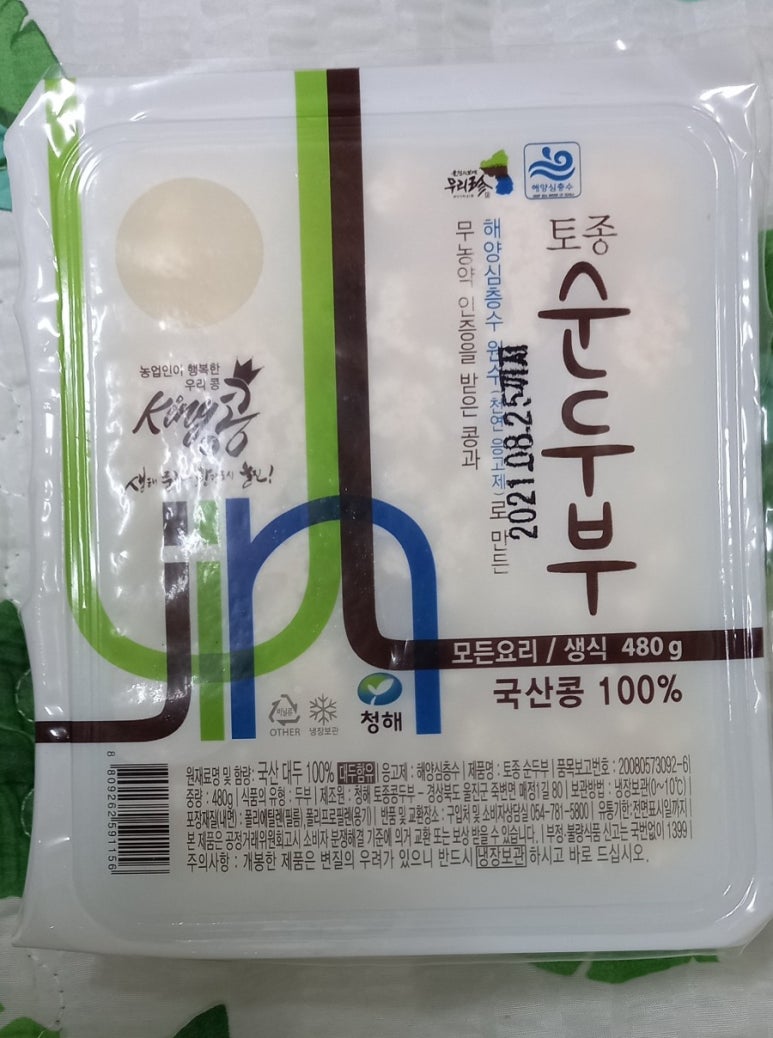 우리콩
해양심층수
토종
순두부
해양심층수 원수(천연 응고제)로 만든
무농약 인증을 받은 콩과
2021.08.25까지
농업인이 행복한
우리 콩
모든요리 / 생식 480g
국산콩 100%
비닐류
OTHER
냉장보관
청해
원재료명 및 함량: 국산 대두 100% 대두함유 | 응고제 : 해양심층수 | 제품명 : 토종 순두부 | 품목보고번호 : 20080573092-6 |
중량 : 480g | 식품의 유형 : 두부 | 제조원 : 청해 토종콩두부 - 경상북도 울진군 죽변면 매정1길 80 | 보관방법 : 냉장보관(0~10℃) |
포장재질(내면) : 폴리에틸렌(필름), 폴리프로필렌(용기) | 반품 및 교환장소 : 구입처 및 소비자상담실 054-781-5800 | 유통기한:전면표시일까지 |
본 제품은 공정거래위원회고시 소비자 분쟁해결 기준에 의거 교환 또는 보상 받을 수 있습니다. | 부정·불량식품 신고는 국번없이 1399 |
주의사항 : 개봉한 제품은 변질의 우려가 있으니 반드시 냉장보관 하시고 바로 드십시오.
8 809262 591156